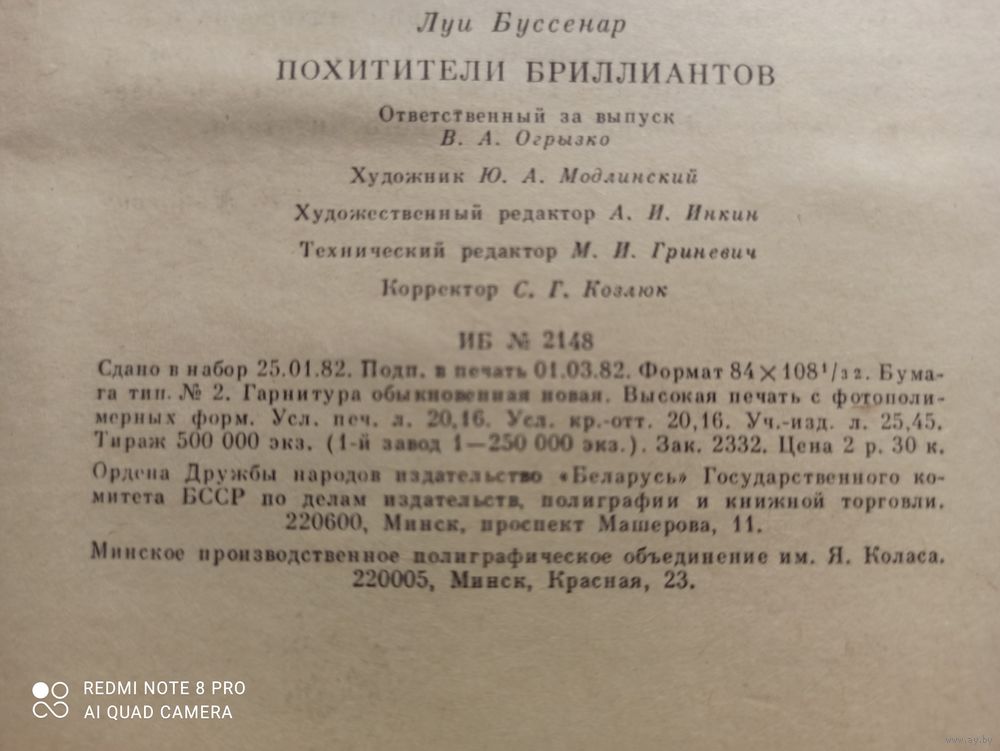 Луи Буссенар
ПОХИТИТЕЛИ БРИЛЛИАНТОВ
Ответственный за выпуск
В. А. Огрызко
Художник Ю. А. Модлинский
Художественный редактор А. И. Инкин
Технический редактор М. И. Гриневич
Корректор С. Г. Козлюк
ИБ № 2148
Сдано в набор 25.01.82. Подп. в печать 01.03.82. Формат 84×108¹/₃₂. Бума-
га тип. № 2. Гарнитура обыкновенная новая. Высокая печать с фотополи-
мерных форм. Усл. печ. л. 20,16. Усл. кр.-отт. 20,16. Уч.-изд. л. 25,45.
Тираж 500 000 экз. (1-й завод 1—250 000 экз.). Зак. 2332. Цена 2 р. 30 к.
Ордена Дружбы народов издательство «Беларусь» Государственного ко-
митета БССР по делам издательств, полиграфии и книжной торговли.
220600, Минск, проспект Машерова, 11.
Минское производственное полиграфическое объединение им. Я. Коласа.
220005, Минск, Красная, 23.
REDMI NOTE 8 PRO
AI QUAD CAMERA
www.ay.by